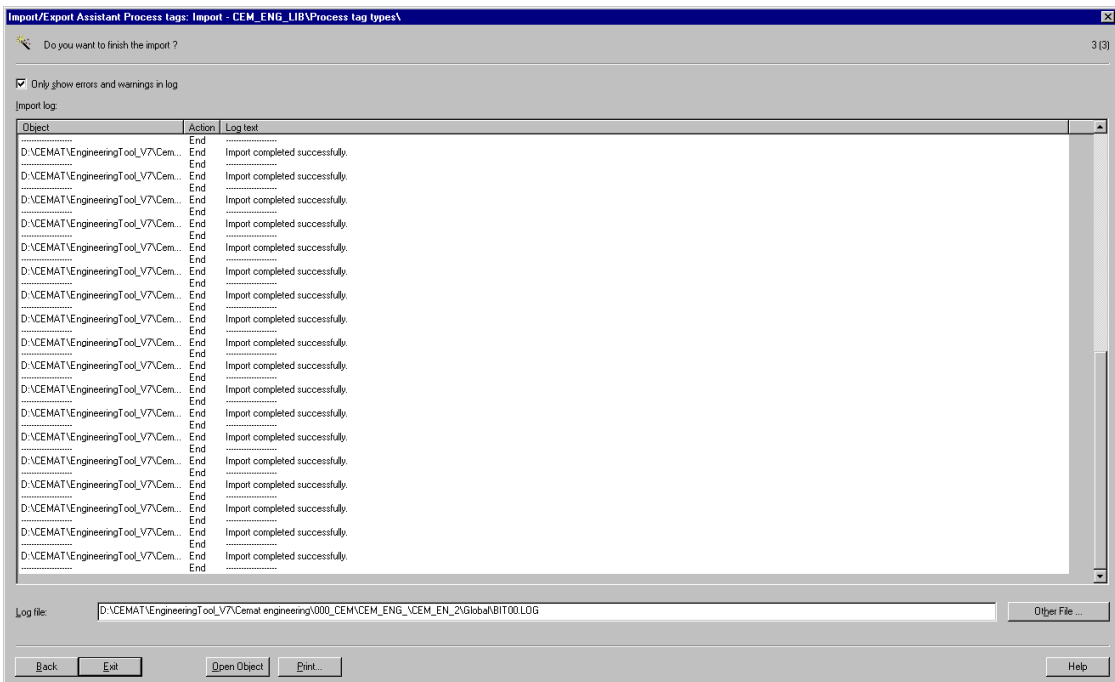 Import/Export Assistant Process tags: Import - CEM_ENG_LIB\Process tag types\
Do you want to finish the import ? 3 (3)
Only show errors and warnings in log
Import log:
Object Action Log text
------------------- End -------------------
D:\CEMAT\EngineeringTool_V7\Cem... End Import completed successfully.
------------------- End -------------------
D:\CEMAT\EngineeringTool_V7\Cem... End Import completed successfully.
------------------- End -------------------
D:\CEMAT\EngineeringTool_V7\Cem... End Import completed successfully.
------------------- End -------------------
D:\CEMAT\EngineeringTool_V7\Cem... End Import completed successfully.
------------------- End -------------------
D:\CEMAT\EngineeringTool_V7\Cem... End Import completed successfully.
------------------- End -------------------
D:\CEMAT\EngineeringTool_V7\Cem... End Import completed successfully.
------------------- End -------------------
D:\CEMAT\EngineeringTool_V7\Cem... End Import completed successfully.
------------------- End -------------------
D:\CEMAT\EngineeringTool_V7\Cem... End Import completed successfully.
------------------- End -------------------
D:\CEMAT\EngineeringTool_V7\Cem... End Import completed successfully.
------------------- End -------------------
D:\CEMAT\EngineeringTool_V7\Cem... End Import completed successfully.
------------------- End -------------------
D:\CEMAT\EngineeringTool_V7\Cem... End Import completed successfully.
------------------- End -------------------
D:\CEMAT\EngineeringTool_V7\Cem... End Import completed successfully.
------------------- End -------------------
D:\CEMAT\EngineeringTool_V7\Cem... End Import completed successfully.
------------------- End -------------------
D:\CEMAT\EngineeringTool_V7\Cem... End Import completed successfully.
------------------- End -------------------
D:\CEMAT\EngineeringTool_V7\Cem... End Import completed successfully.
------------------- End -------------------
D:\CEMAT\EngineeringTool_V7\Cem... End Import completed successfully.
------------------- End -------------------
D:\CEMAT\EngineeringTool_V7\Cem... End Import completed successfully.
------------------- End -------------------
D:\CEMAT\EngineeringTool_V7\Cem... End Import completed successfully.
------------------- End -------------------
Log file: D:\CEMAT\EngineeringTool_V7\Cemat engineering\000_CEM\CEM_ENG_\CEM_EN_2\Global\BIT00.LOG Other File ...
Back Exit Open Object Print... Help